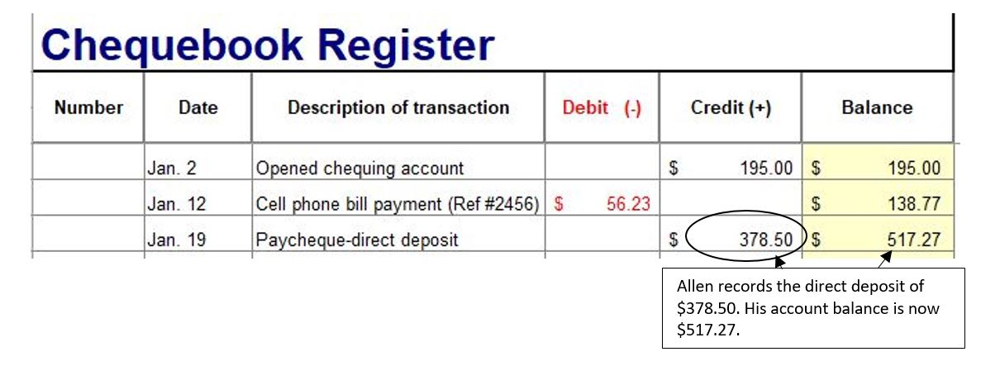 Chequebook Register
Number Date Description of transaction Debit (-) Credit (+) Balance
Jan. 2 Opened chequing account $ 195.00 $ 195.00
Jan. 12 Cell phone bill payment (Ref #2456) $ 56.23 $ 138.77
Jan. 19 Paycheque-direct deposit $ 378.50 $ 517.27
Allen records the direct deposit of
$378.50. His account balance is now
$517.27.